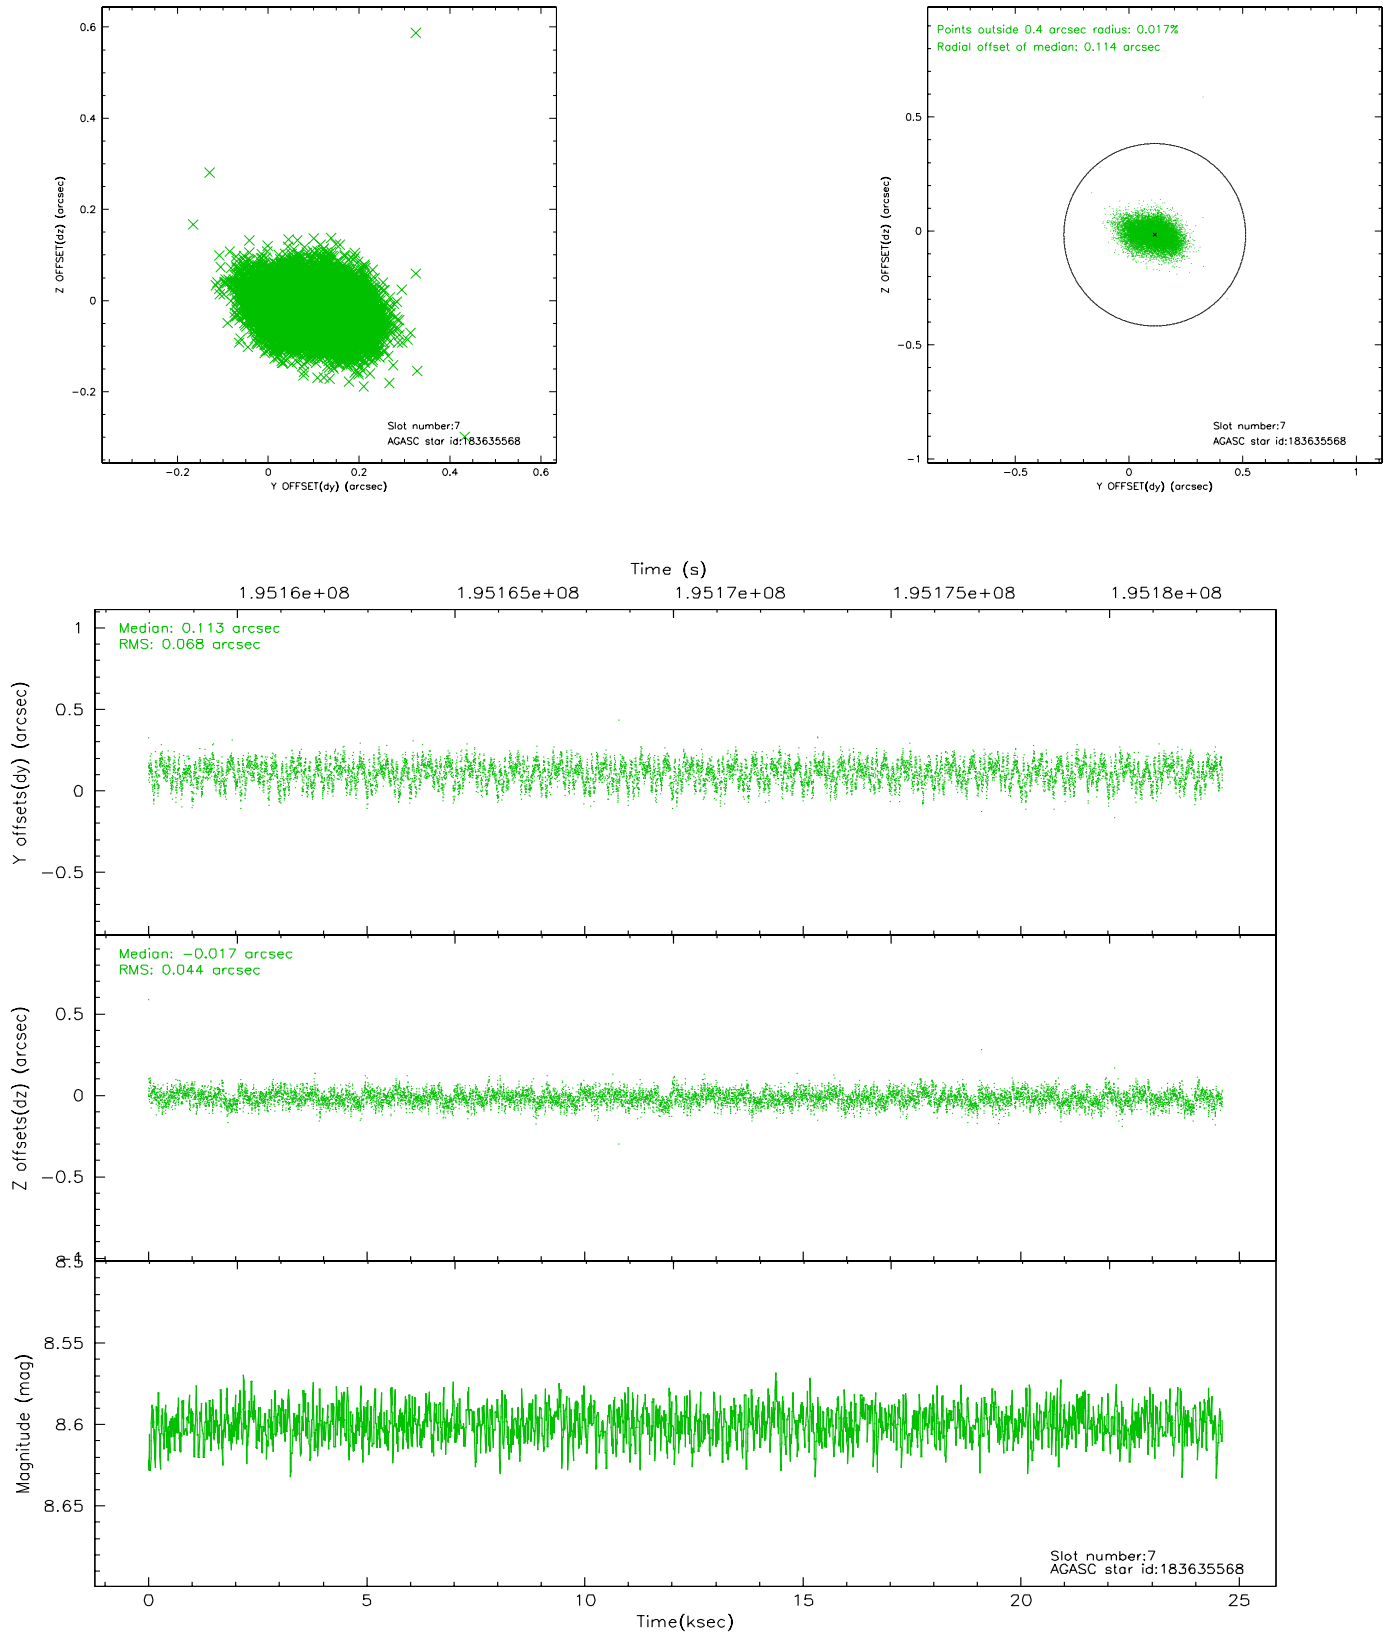 0.6
0.4
0.2
0
−0.2
Z OFFSET(dz) (arcsec)
Slot number:7
AGASC star id:183635568
−0.2 0 0.2 0.4 0.6
Y OFFSET(dy) (arcsec)
Points outside 0.4 arcsec radius: 0.017%
Radial offset of median: 0.114 arcsec
0.5
0
−0.5
−1
Z OFFSET(dz) (arcsec)
Slot number:7
AGASC star id:183635568
−0.5 0 0.5 1
Y OFFSET(dy) (arcsec)
Time (s)
1.9516e+08 1.95165e+08 1.9517e+08 1.95175e+08 1.9518e+08
Median: 0.113 arcsec
RMS: 0.068 arcsec
1
0.5
0
−0.5
Y offsets(dy) (arcsec)
Median: −0.017 arcsec
RMS: 0.044 arcsec
0.5
0
−0.5
−1
Z offsets(dz) (arcsec)
8.5
8.55
8.6
8.65
Magnitude (mag)
Slot number:7
AGASC star id:183635568
0 5 10 15 20 25
Time(ksec)